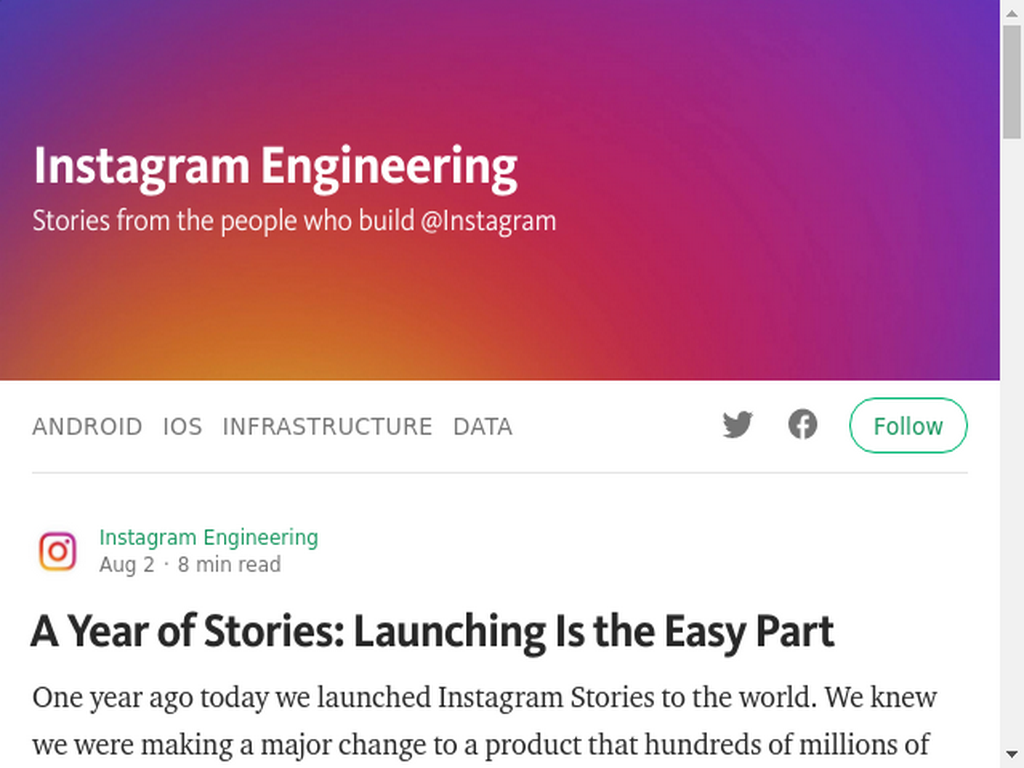 Instagram Engineering
Stories from the people who build @Instagram
ANDROID IOS INFRASTRUCTURE DATA Follow
Instagram Engineering
Aug 2 · 8 min read
A Year of Stories: Launching Is the Easy Part
One year ago today we launched Instagram Stories to the world. We knew
we were making a major change to a product that hundreds of millions of